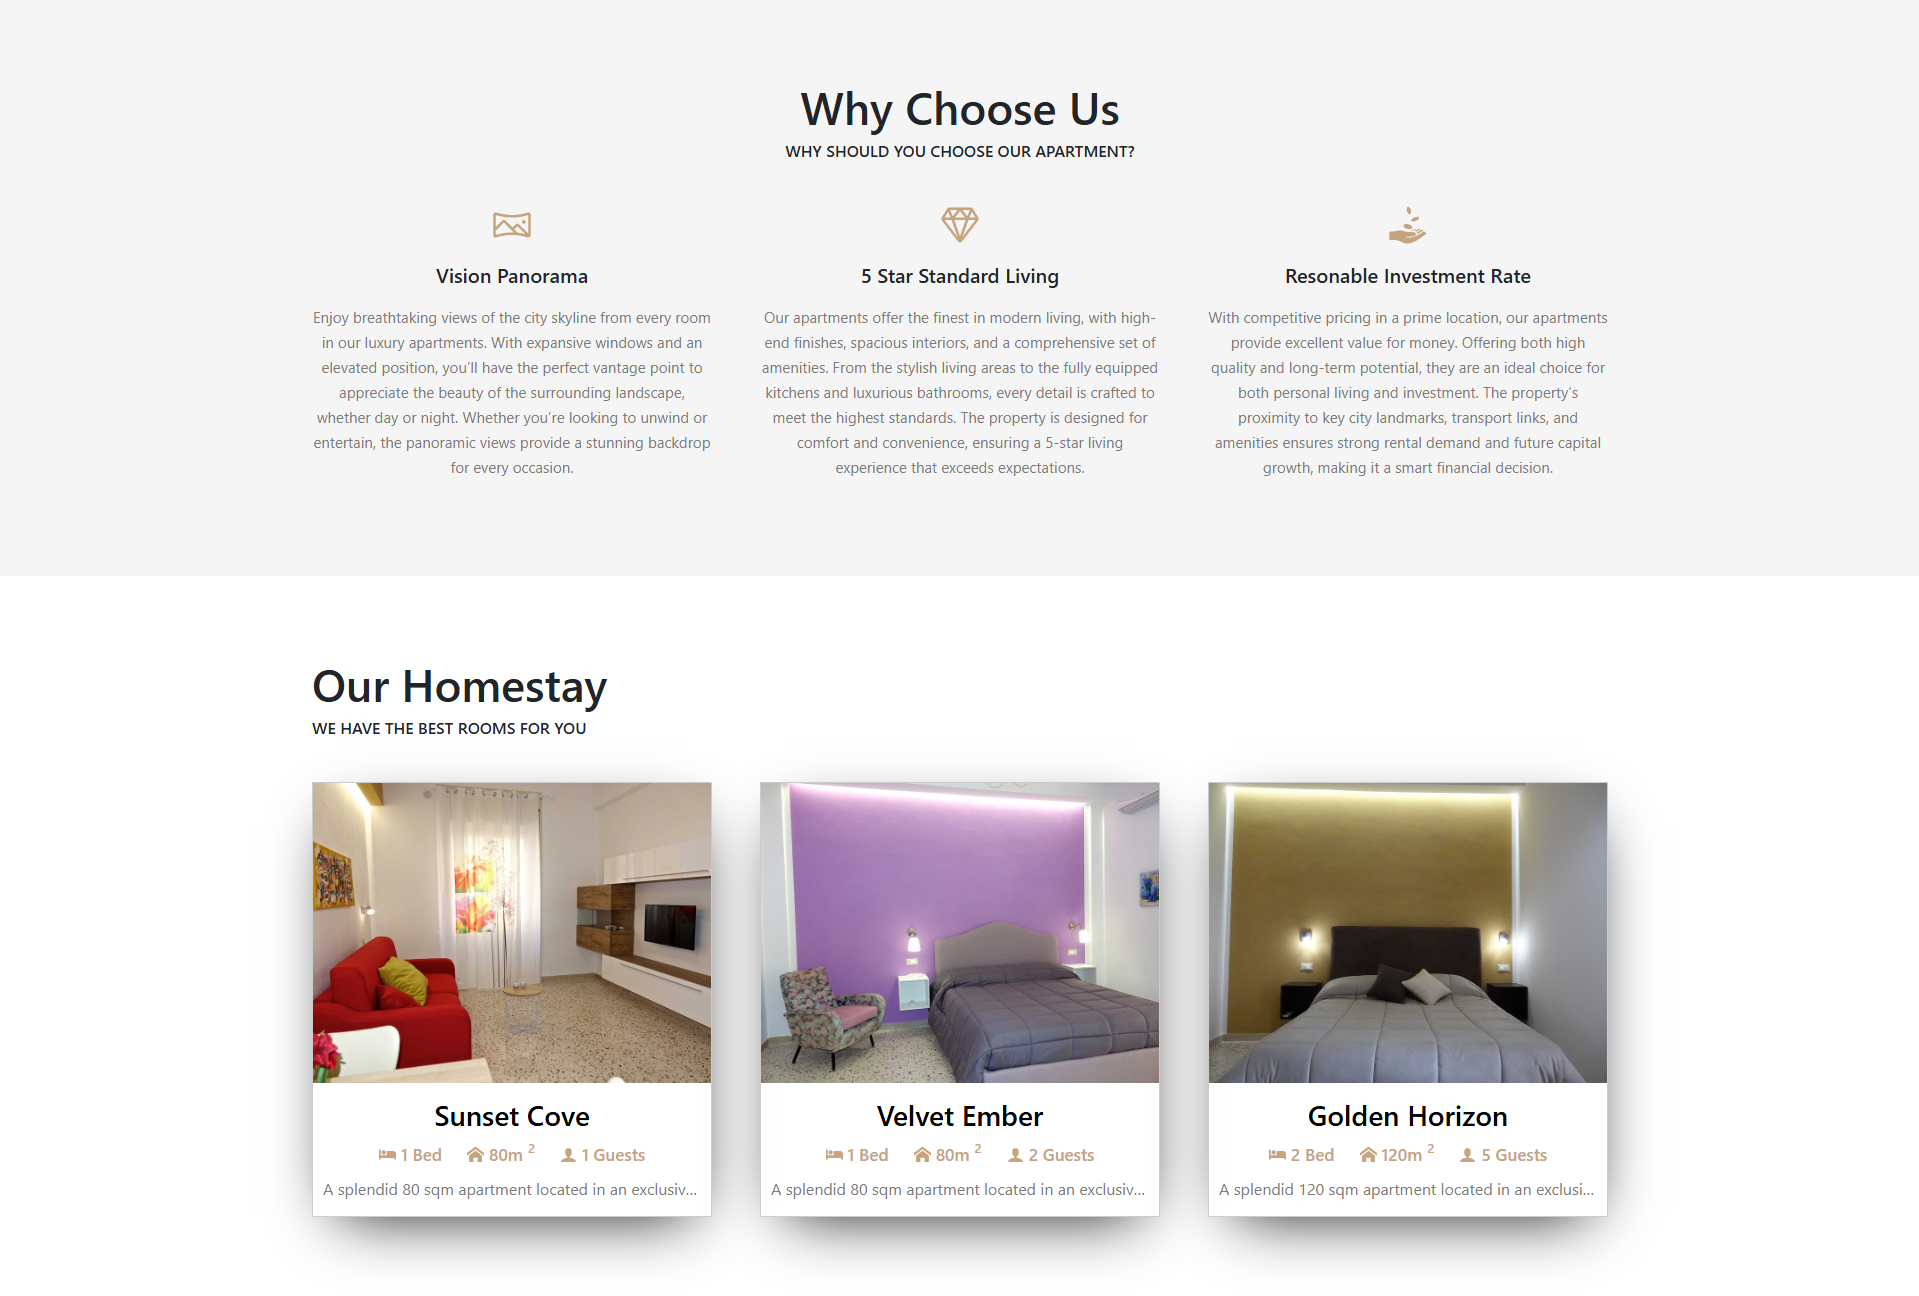 Why Choose Us
WHY SHOULD YOU CHOOSE OUR APARTMENT?
Vision Panorama
Enjoy breathtaking views of the city skyline from every room
in our luxury apartments. With expansive windows and an
elevated position, you’ll have the perfect vantage point to
appreciate the beauty of the surrounding landscape,
whether day or night. Whether you’re looking to unwind or
entertain, the panoramic views provide a stunning backdrop
for every occasion.
5 Star Standard Living
Our apartments offer the finest in modern living, with high-
end finishes, spacious interiors, and a comprehensive set of
amenities. From the stylish living areas to the fully equipped
kitchens and luxurious bathrooms, every detail is crafted to
meet the highest standards. The property is designed for
comfort and convenience, ensuring a 5-star living
experience that exceeds expectations.
Resonable Investment Rate
With competitive pricing in a prime location, our apartments
provide excellent value for money. Offering both high
quality and long-term potential, they are an ideal choice for
both personal living and investment. The property’s
proximity to key city landmarks, transport links, and
amenities ensures strong rental demand and future capital
growth, making it a smart financial decision.
Our Homestay
WE HAVE THE BEST ROOMS FOR YOU
Sunset Cove
1 Bed 80m 2 1 Guests
A splendid 80 sqm apartment located in an exclusiv...
Velvet Ember
1 Bed 80m 2 2 Guests
A splendid 80 sqm apartment located in an exclusiv...
Golden Horizon
2 Bed 120m 2 5 Guests
A splendid 120 sqm apartment located in an exclusi...